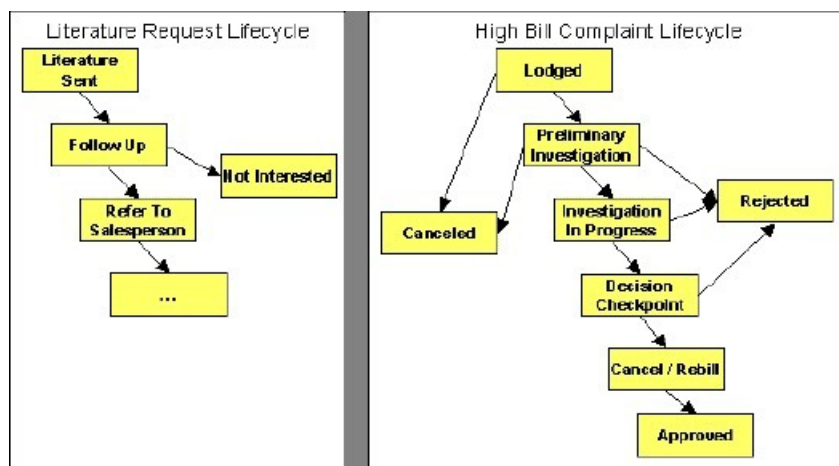 Literature Request Lifecycle
Literature
Sent
Follow Up
Not Interested
Refer To
Salesperson
...
High Bill Complaint Lifecycle
Lodged
Preliminary
Investigation
Canceled
Investigation
In Progress
Rejected
Decision
Checkpoint
Cancel / Rebill
Approved